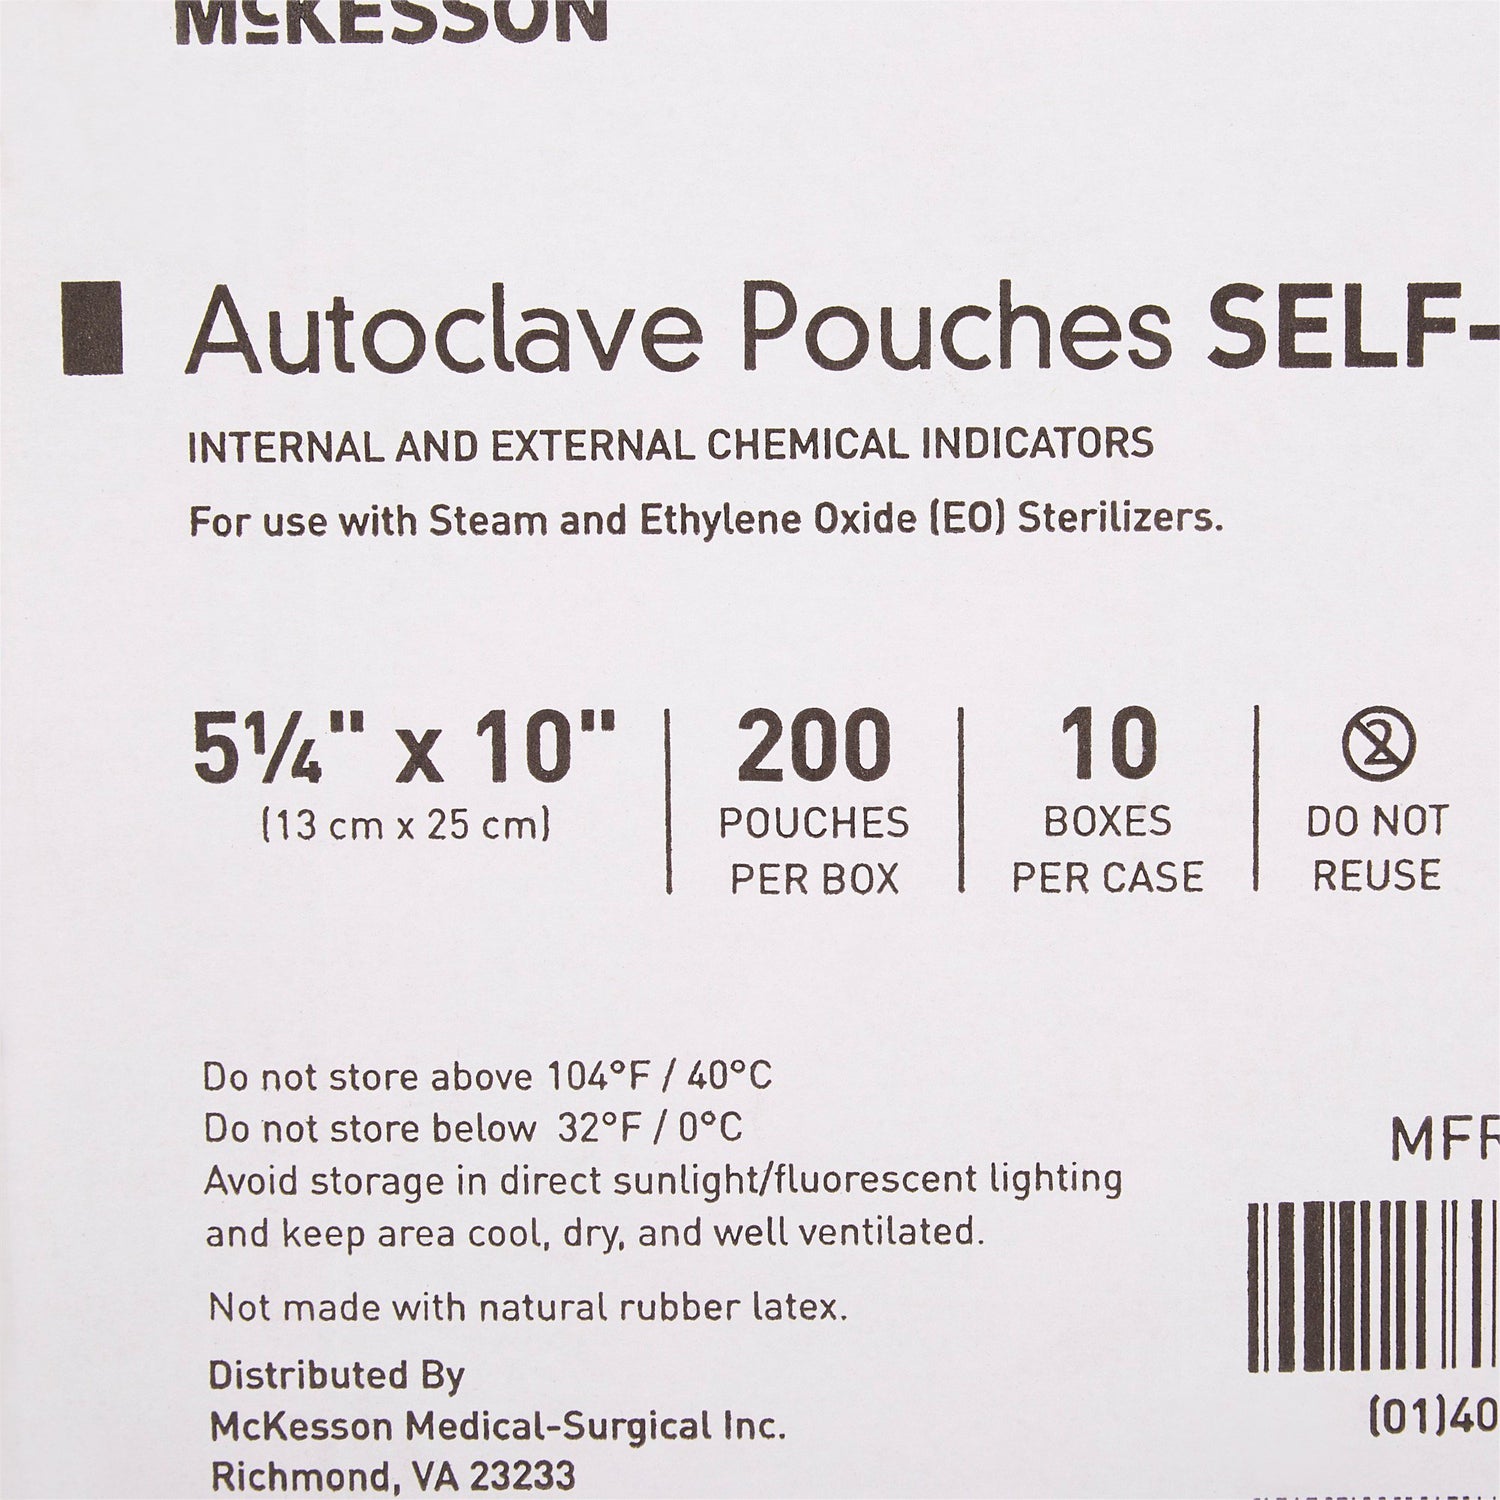 McKESSON
Autoclave Pouches SELF-
INTERNAL AND EXTERNAL CHEMICAL INDICATORS
For use with Steam and Ethylene Oxide (EO) Sterilizers.
5¼" x 10"
(13 cm x 25 cm)
200
POUCHES
PER BOX
10
BOXES
PER CASE
2
DO NOT
REUSE
Do not store above 104°F / 40°C
Do not store below 32°F / 0°C
Avoid storage in direct sunlight/fluorescent lighting
and keep area cool, dry, and well ventilated.
Not made with natural rubber latex.
Distributed By
McKesson Medical-Surgical Inc.
Richmond, VA 23233
MFR
(01)40